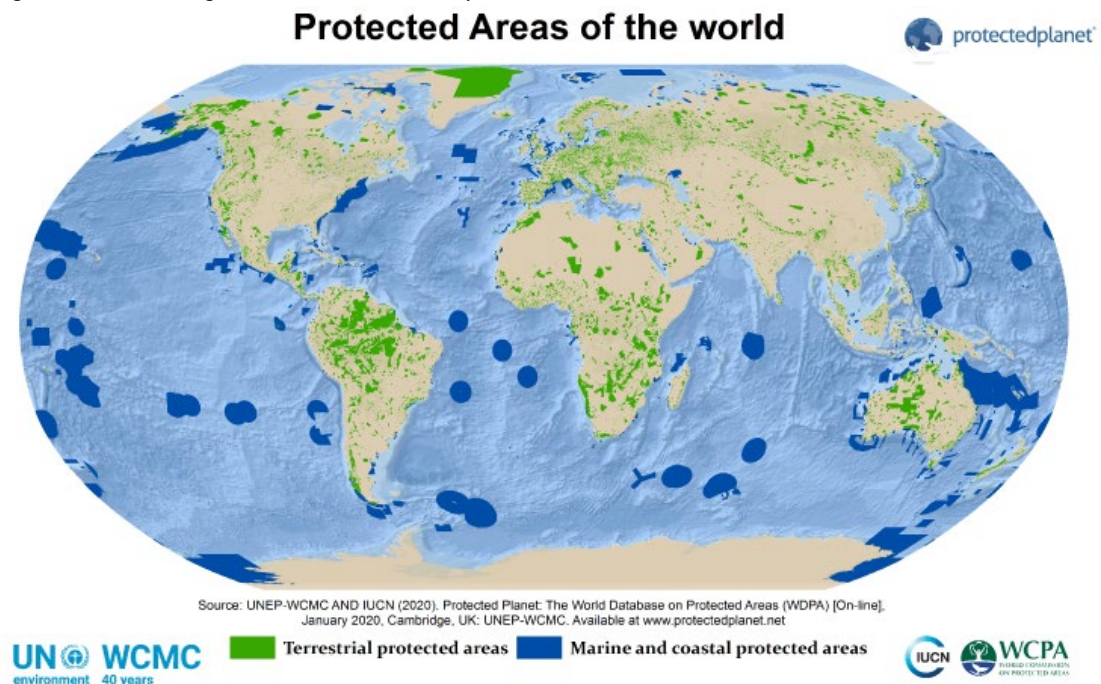 Protected Areas of the world
protectedplanet
Source: UNEP-WCMC AND IUCN (2020). Protected Planet: The World Database on Protected Areas (WDPA) [On-line],
January 2020, Cambridge, UK: UNEP-WCMC. Available at www.protectedplanet.net
UN WCMC
environment 40 years
Terrestrial protected areas
Marine and coastal protected areas
IUCN
WCPA
WORLD COMMISSION
ON PROTECTED AREAS